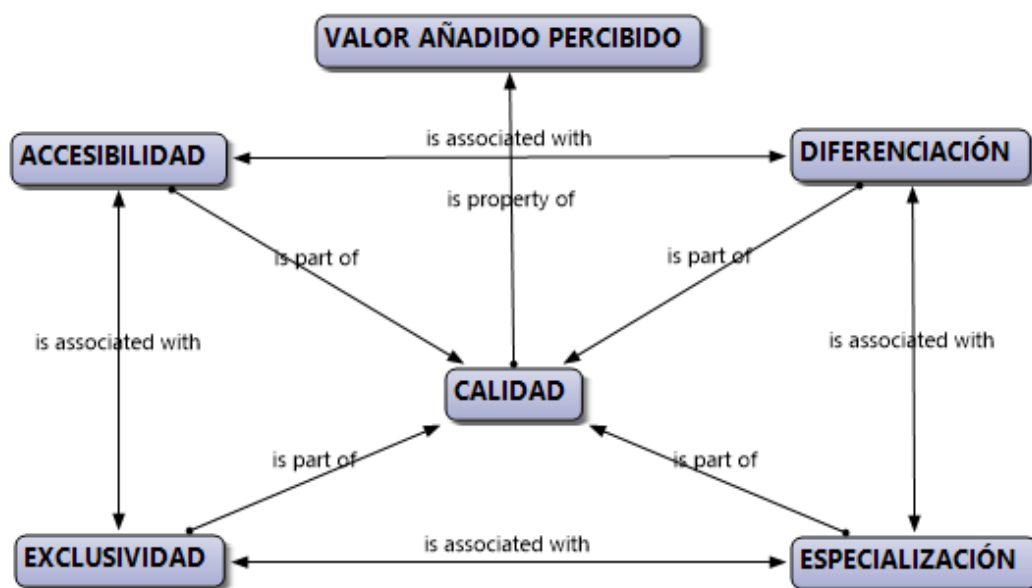 VALOR AÑADIDO PERCIBIDO
is associated with
ACCESIBILIDAD
DIFERENCIACIÓN
is property of
is part of
is part of
is associated with
is associated with
CALIDAD
is part of
is part of
is associated with
EXCLUSIVIDAD
ESPECIALIZACIÓN